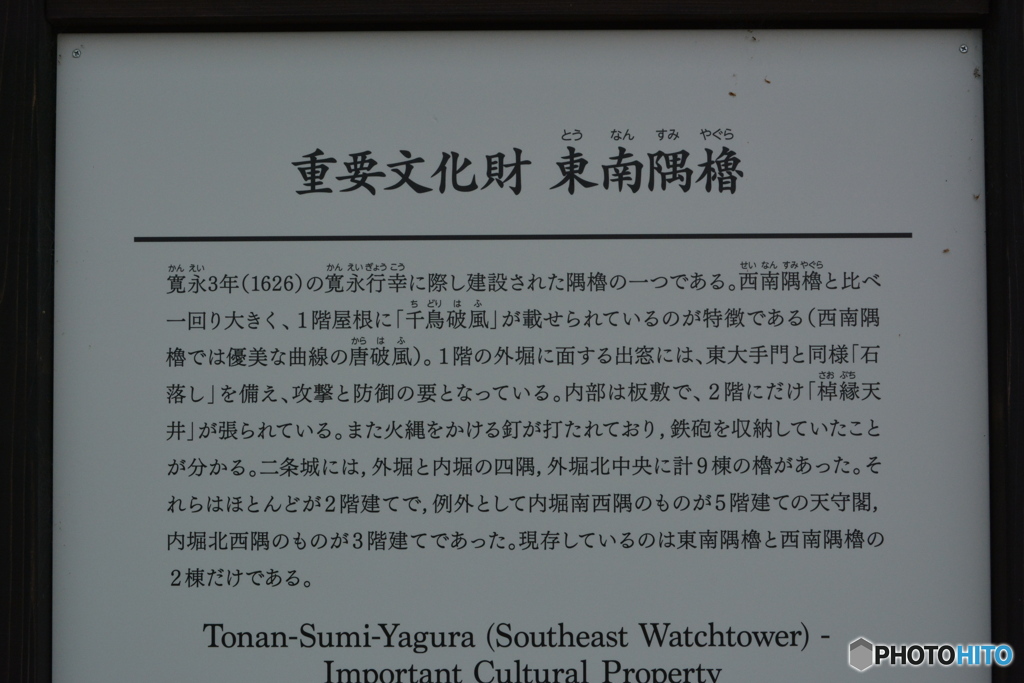 とう なん すみ やぐら
重要文化財 東南隅櫓
かん えい かん えい ぎょう こう せい なん すみ やぐら
寛永3年(1626)の寛永行幸に際し建設された隅櫓の一つである。西南隅櫓と比べ
ち どり は ふ
一回り大きく、1階屋根に「千鳥破風」が載せられているのが特徴である(西南隅
から は ふ
櫓では優美な曲線の唐破風)。1階の外堀に面する出窓には、東大手門と同様「石
さお ぶち
落し」を備え、攻撃と防御の要となっている。内部は板敷で、2階にだけ「棹縁天
井」が張られている。また火縄をかける釘が打たれており,鉄砲を収納していたこと
が分かる。二条城には,外堀と内堀の四隅,外堀北中央に計9棟の櫓があった。そ
れらはほとんどが2階建てで,例外として内堀南西隅のものが5階建ての天守閣,
内堀北西隅のものが3階建てであった。現存しているのは東南隅櫓と西南隅櫓の
2棟だけである。
Tonan-Sumi-Yagura (Southeast Watchtower) -
Important Cultural Property
PHOTOHITO